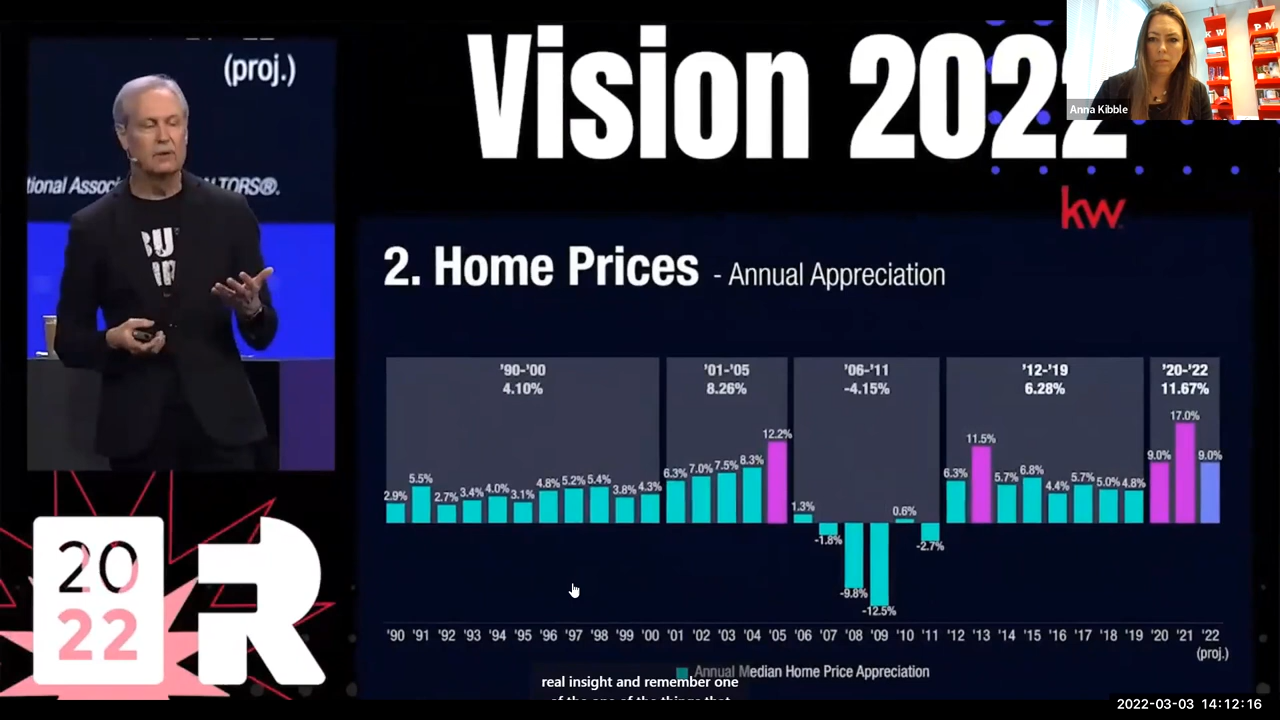 (proj.)
tional Assoc
TORS®.
BU
Vision 2022
Anna Kibble
K W
P M
kw
2. Home Prices - Annual Appreciation
'90-'00 '01-'05 '06-'11 '12-'19 '20-'22
4.10% 8.26% -4.15% 6.28% 11.67%
2.9% 5.5% 2.7% 3.4% 4.0% 3.1% 4.8% 5.2% 5.4% 3.8% 4.3% 6.3% 7.0% 7.5% 8.3% 12.2% 1.3% -1.8% -9.8% -12.5% 0.6% -2.7% 6.3% 11.5% 5.7% 6.8% 4.4% 5.7% 5.0% 4.8% 9.0% 17.0% 9.0%
'90 '91 '92 '93 '94 '95 '96 '97 '98 '99 '00 '01 '02 '03 '04 '05 '06 '07 '08 '09 '10 '11 '12 '13 '14 '15 '16 '17 '18 '19 '20 '21 '22
(proj.)
Annual Median Home Price Appreciation
20
22
R
real insight and remember one
2022-03-03 14:12:16